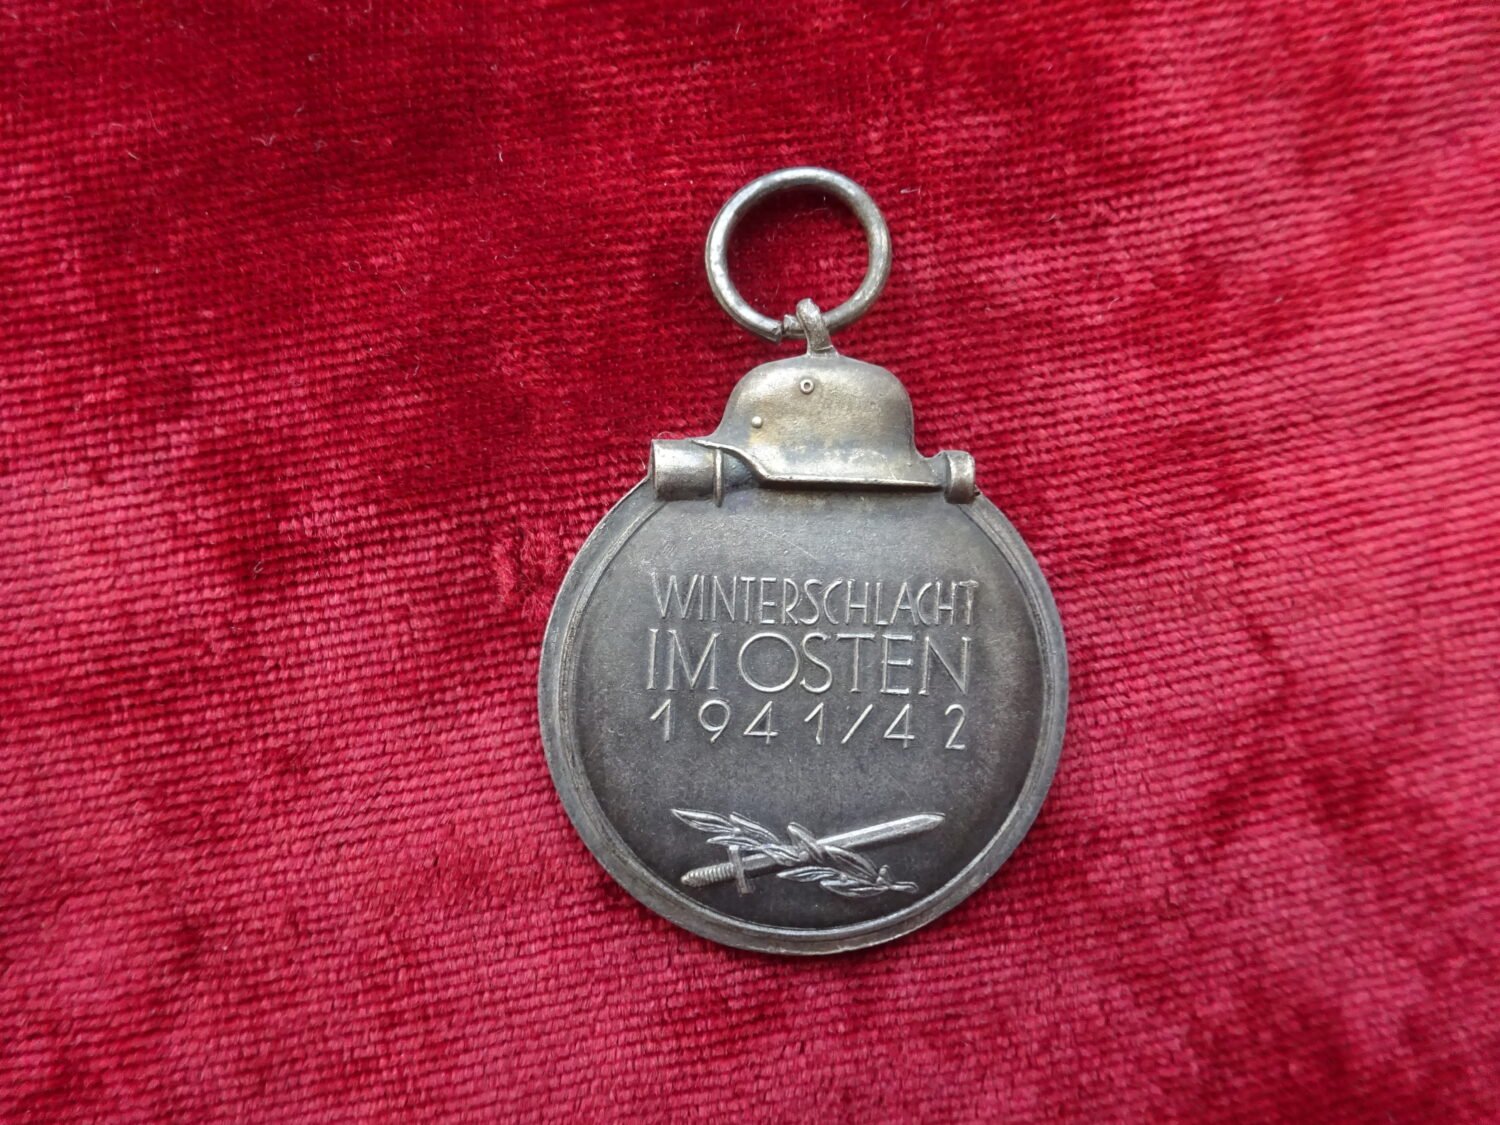 WINTERSCHLACHT
IM OSTEN
1941/42